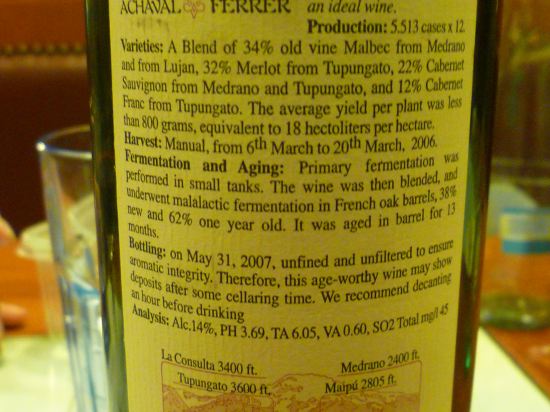 ACHAVAL FERRER an ideal wine.
Production: 5.513 cases x 12
Varieties: A Blend of 34% old vine Malbec from Medrano
and from Lujan, 32% Merlot from Tupungato, 22% Cabernet
Sauvignon from Medrano and Tupungato, and 12% Cabernet
Franc from Tupungato. The average yield per plant was less
than 800 grams, equivalent to 18 hectoliters per hectare.
Harvest: Manual, from 6th March to 20th March, 2006.
Fermentation and Aging: Primary fermentation was
performed in small tanks. The wine was then blended, and
underwent malalactic fermentation in French oak barrels, 38%
new and 62% one year old. It was aged in barrel for 13
months.
Bottling: on May 31, 2007, unfined and unfiltered to ensure
aromatic integrity. Therefore, this age-worthy wine may show
deposits after some cellaring time. We recommend decanting
an hour before drinking
Analysis: Alc.14%, PH 3.69, TA 6.05, VA 0.60, SO2 Total mg/l 45
La Consulta 3400 ft. Medrano 2400 ft.
Tupungato 3600 ft. Maipú 2805 ft.